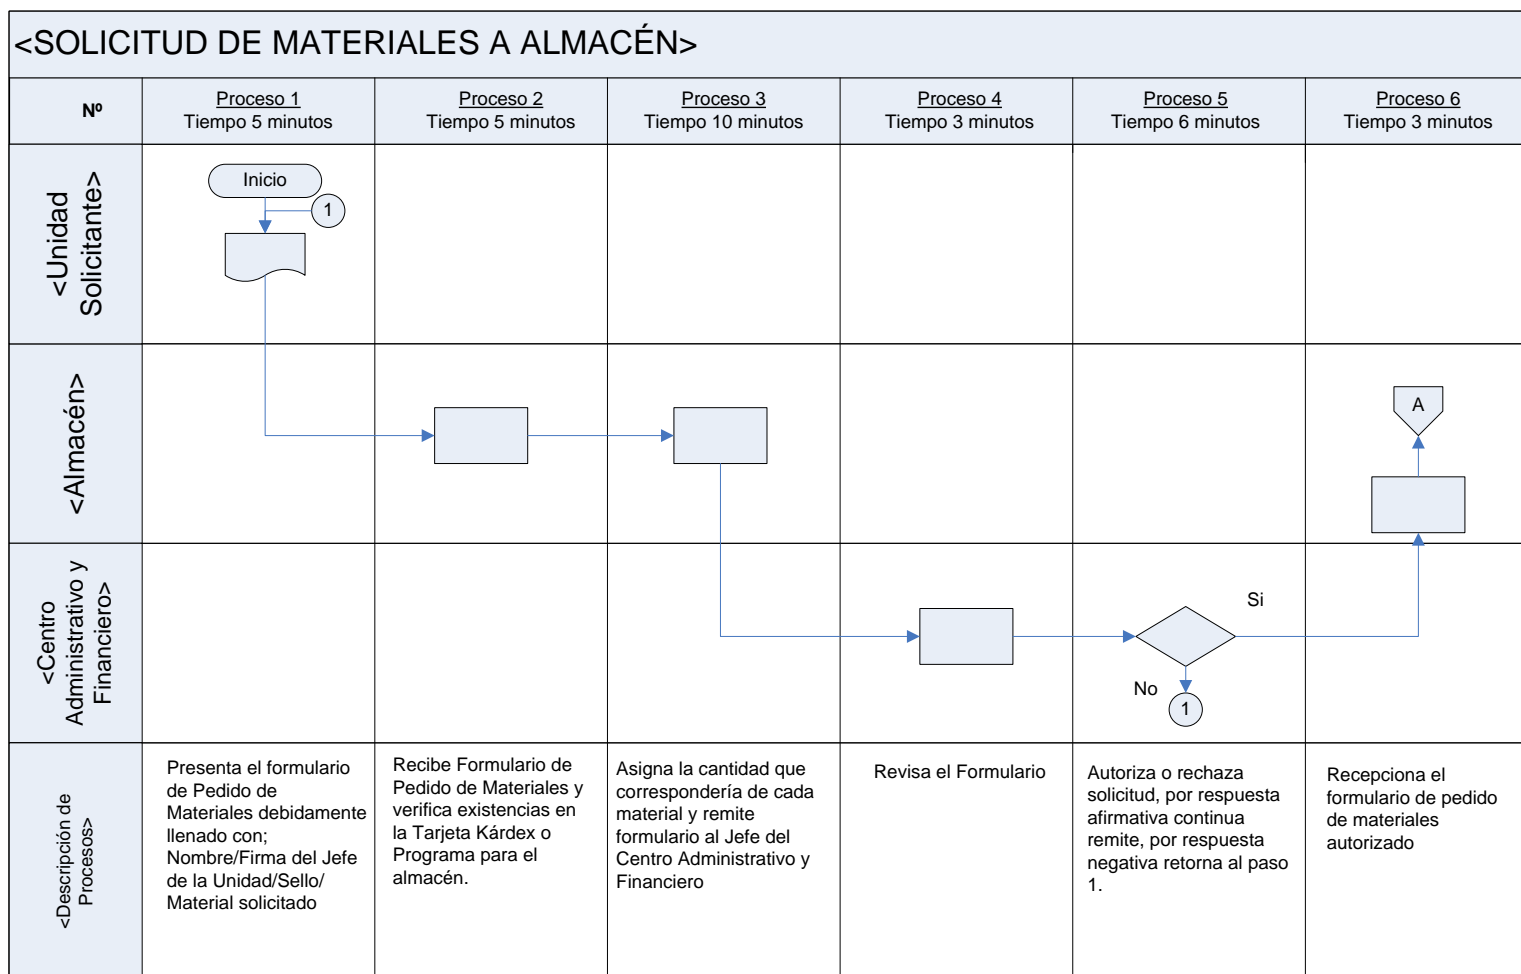 <SOLICITUD DE MATERIALES A ALMACÉN>
Nº
Proceso 1
Tiempo 5 minutos
Proceso 2
Tiempo 5 minutos
Proceso 3
Tiempo 10 minutos
Proceso 4
Tiempo 3 minutos
Proceso 5
Tiempo 6 minutos
Proceso 6
Tiempo 3 minutos
<Unidad
Solicitante>
Inicio
1
<Almacén>
A
<Centro
Administrativo y
Financiero>
Si
No
1
<Descripción de
Procesos>
Presenta el formulario
de Pedido de
Materiales debidamente
llenado con;
Nombre/Firma del Jefe
de la Unidad/Sello/
Material solicitado
Recibe Formulario de
Pedido de Materiales y
verifica existencias en
la Tarjeta Kárdex o
Programa para el
almacén.
Asigna la cantidad que
correspondería de cada
material y remite
formulario al Jefe del
Centro Administrativo y
Financiero
Revisa el Formulario
Autoriza o rechaza
solicitud, por respuesta
afirmativa continua
remite, por respuesta
negativa retorna al paso
1.
Recepciona el
formulario de pedido
de materiales
autorizado